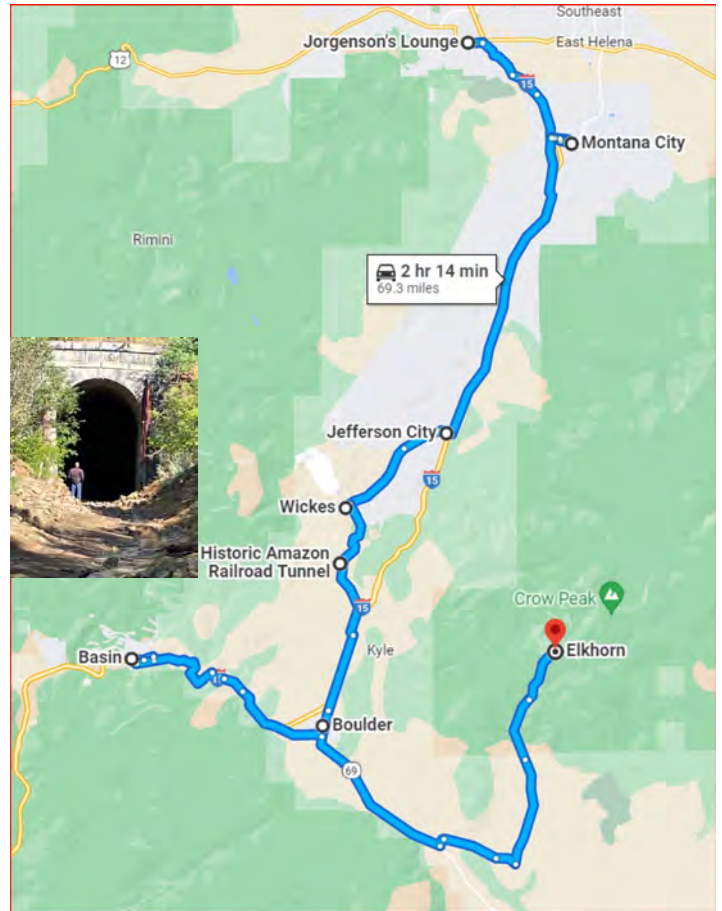 Southeast
Jorgenson's Lounge
East Helena
12
15
Montana City
Rimini
2 hr 14 min
69.3 miles
Jefferson City
15
Wickes
Historic Amazon
Railroad Tunnel
15
Crow Peak
Kyle
Elkhorn
Basin
Boulder
69